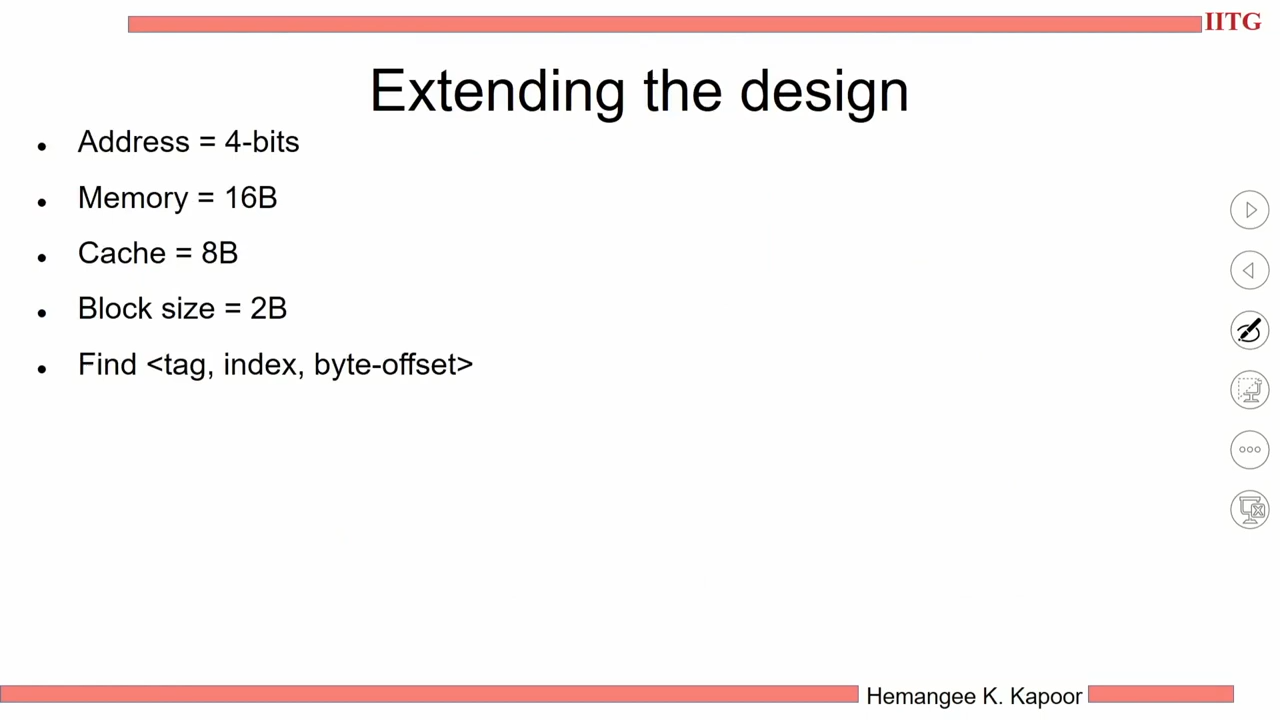 IITG
Extending the design
• Address = 4-bits
• Memory = 16B
• Cache = 8B
• Block size = 2B
• Find <tag, index, byte-offset>
Hemangee K. Kapoor